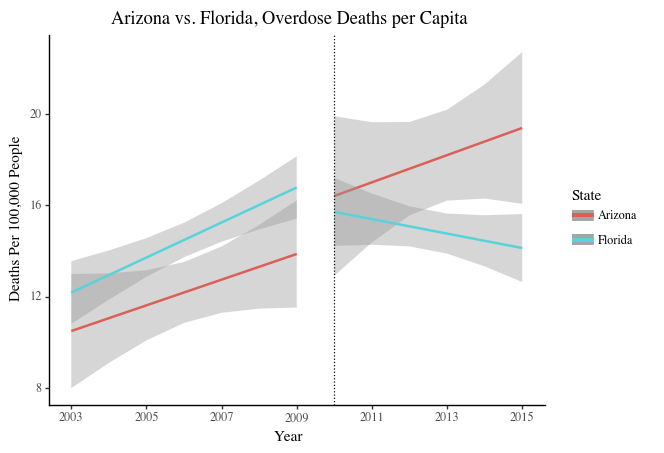 Arizona vs. Florida, Overdose Deaths per Capita
Deaths Per 100,000 People
20
16
12
8
2003
2005
2007
2009
2011
2013
2015
Year
State
Arizona
Florida